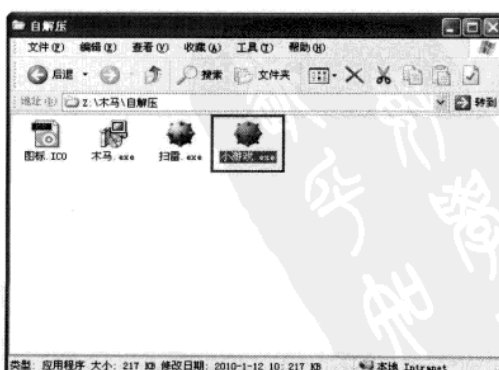 自解压
文件(F) 编辑(E) 查看(V) 收藏(A) 工具(T) 帮助(H)
后退 搜索 文件夹
地址(D) Z:\木马\自解压 转到
图标.ICO 木马.exe 扫雷.exe 小游戏.exe
类型: 应用程序 大小: 217 KB 修改日期: 2010-1-12 10: 217 KB 本地 Intranet